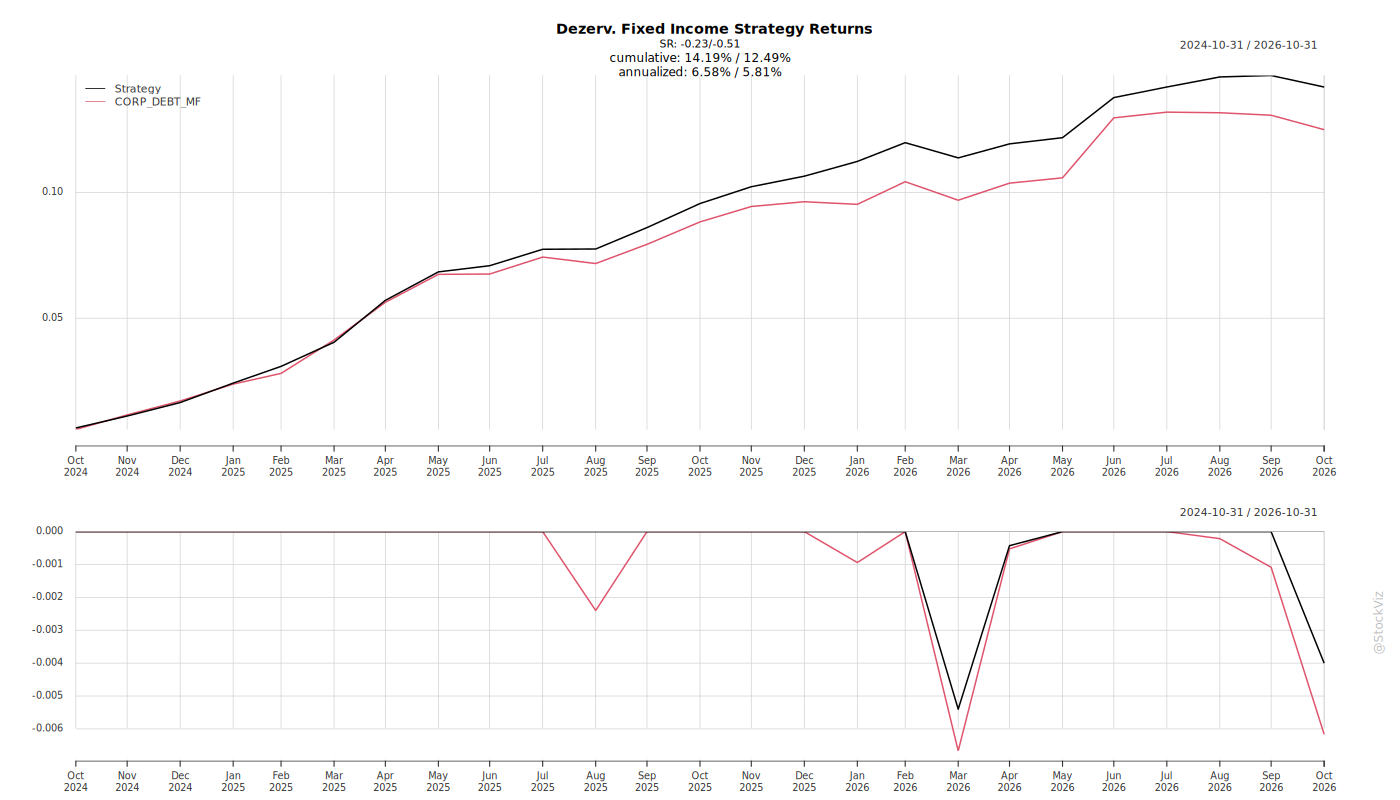 Dezerv. Fixed Income Strategy Returns
SR: -0.23/-0.51
cumulative: 14.19% / 12.49%
annualized: 6.58% / 5.81%
2024-10-31 / 2026-10-31
Strategy
CORP_DEBT_MF
0.10
0.05
Oct Nov Dec Jan Feb Mar Apr May Jun Jul Aug Sep Oct Nov Dec Jan Feb Mar Apr May Jun Jul Aug Sep Oct
2024 2024 2024 2025 2025 2025 2025 2025 2025 2025 2025 2025 2025 2025 2025 2026 2026 2026 2026 2026 2026 2026 2026 2026 2026
2024-10-31 / 2026-10-31
0.000
-0.001
-0.002
-0.003
-0.004
-0.005
-0.006
Oct Nov Dec Jan Feb Mar Apr May Jun Jul Aug Sep Oct Nov Dec Jan Feb Mar Apr May Jun Jul Aug Sep Oct
2024 2024 2024 2025 2025 2025 2025 2025 2025 2025 2025 2025 2025 2025 2025 2026 2026 2026 2026 2026 2026 2026 2026 2026 2026
@StockViz